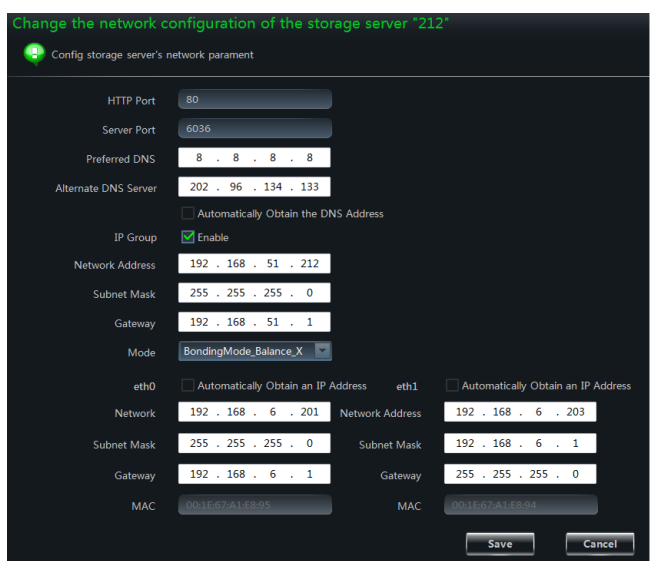 Change the network configuration of the storage server "212"
Config storage server's network parament
HTTP Port 80
Server Port 6036
Preferred DNS 8 . 8 . 8 . 8
Alternate DNS Server 202 . 96 . 134 . 133
Automatically Obtain the DNS Address
IP Group Enable
Network Address 192 . 168 . 51 . 212
Subnet Mask 255 . 255 . 255 . 0
Gateway 192 . 168 . 51 . 1
Mode BondingMode_Balance_X
eth0 Automatically Obtain an IP Address eth1 Automatically Obtain an IP Address
Network 192 . 168 . 6 . 201 Network Address 192 . 168 . 6 . 203
Subnet Mask 255 . 255 . 255 . 0 Subnet Mask 192 . 168 . 6 . 1
Gateway 192 . 168 . 6 . 1 Gateway 255 . 255 . 255 . 0
MAC 00:1E:67:A1:E8:95 MAC 00:1E:67:A1:E8:94
Save Cancel